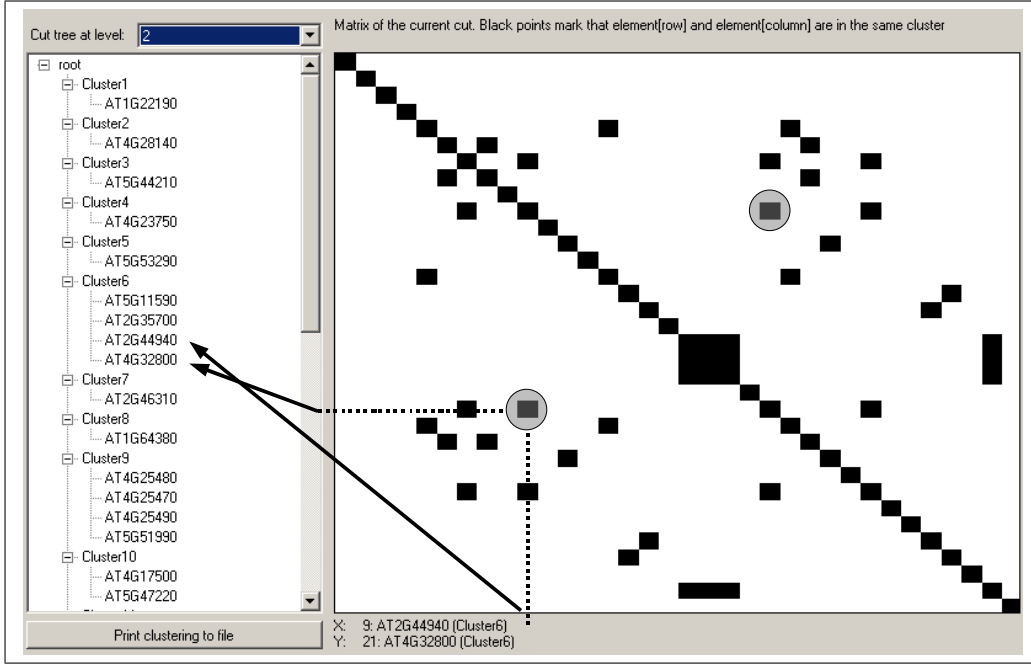 Cut tree at level:
2
Matrix of the current cut. Black points mark that element[row] and element[column] are in the same cluster
root
Cluster1
AT1G22190
Cluster2
AT4G28140
Cluster3
AT5G44210
Cluster4
AT4G23750
Cluster5
AT5G53290
Cluster6
AT5G11590
AT2G35700
AT2G44940
AT4G32800
Cluster7
AT2G46310
Cluster8
AT1G64380
Cluster9
AT4G25480
AT4G25470
AT4G25490
AT5G51990
Cluster10
AT4G17500
AT5G47220
Print clustering to file
X: 9: AT2G44940 (Cluster6)
Y: 21: AT4G32800 (Cluster6)